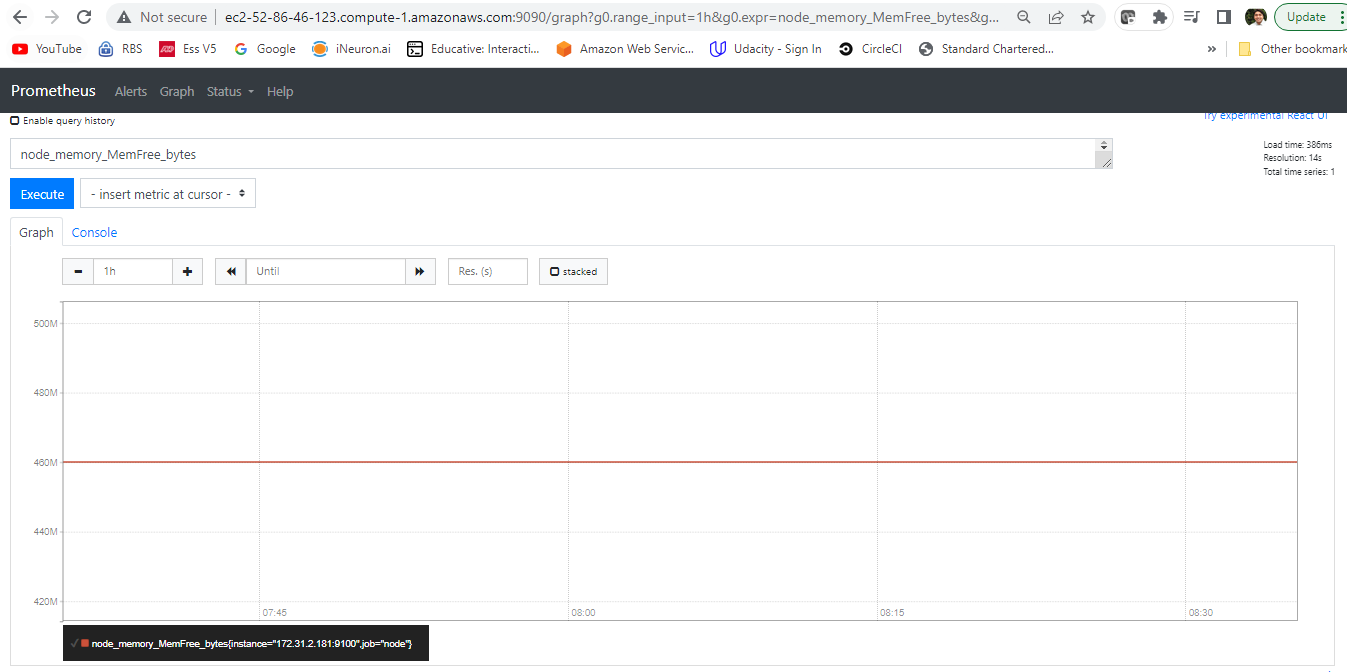 Not secure | ec2-52-86-46-123.compute-1.amazonaws.com:9090/graph?g0.range_input=1h&g0.expr=node_memory_MemFree_bytes&g... Update
YouTube RBS Ess V5 Google iNeuron.ai Educative: Interacti... Amazon Web Servic... Udacity - Sign In CircleCI Standard Chartered... » Other bookmark
Prometheus Alerts Graph Status Help
Enable query history
Try experimental React UI
node_memory_MemFree_bytes
Load time: 386ms
Resolution: 14s
Total time series: 1
Execute - insert metric at cursor -
Graph Console
1h Until Res. (s) stacked
500M
480M
460M
440M
420M
07:45 08:00 08:15 08:30
node_memory_MemFree_bytes{instance="172.31.2.181:9100",job="node"}